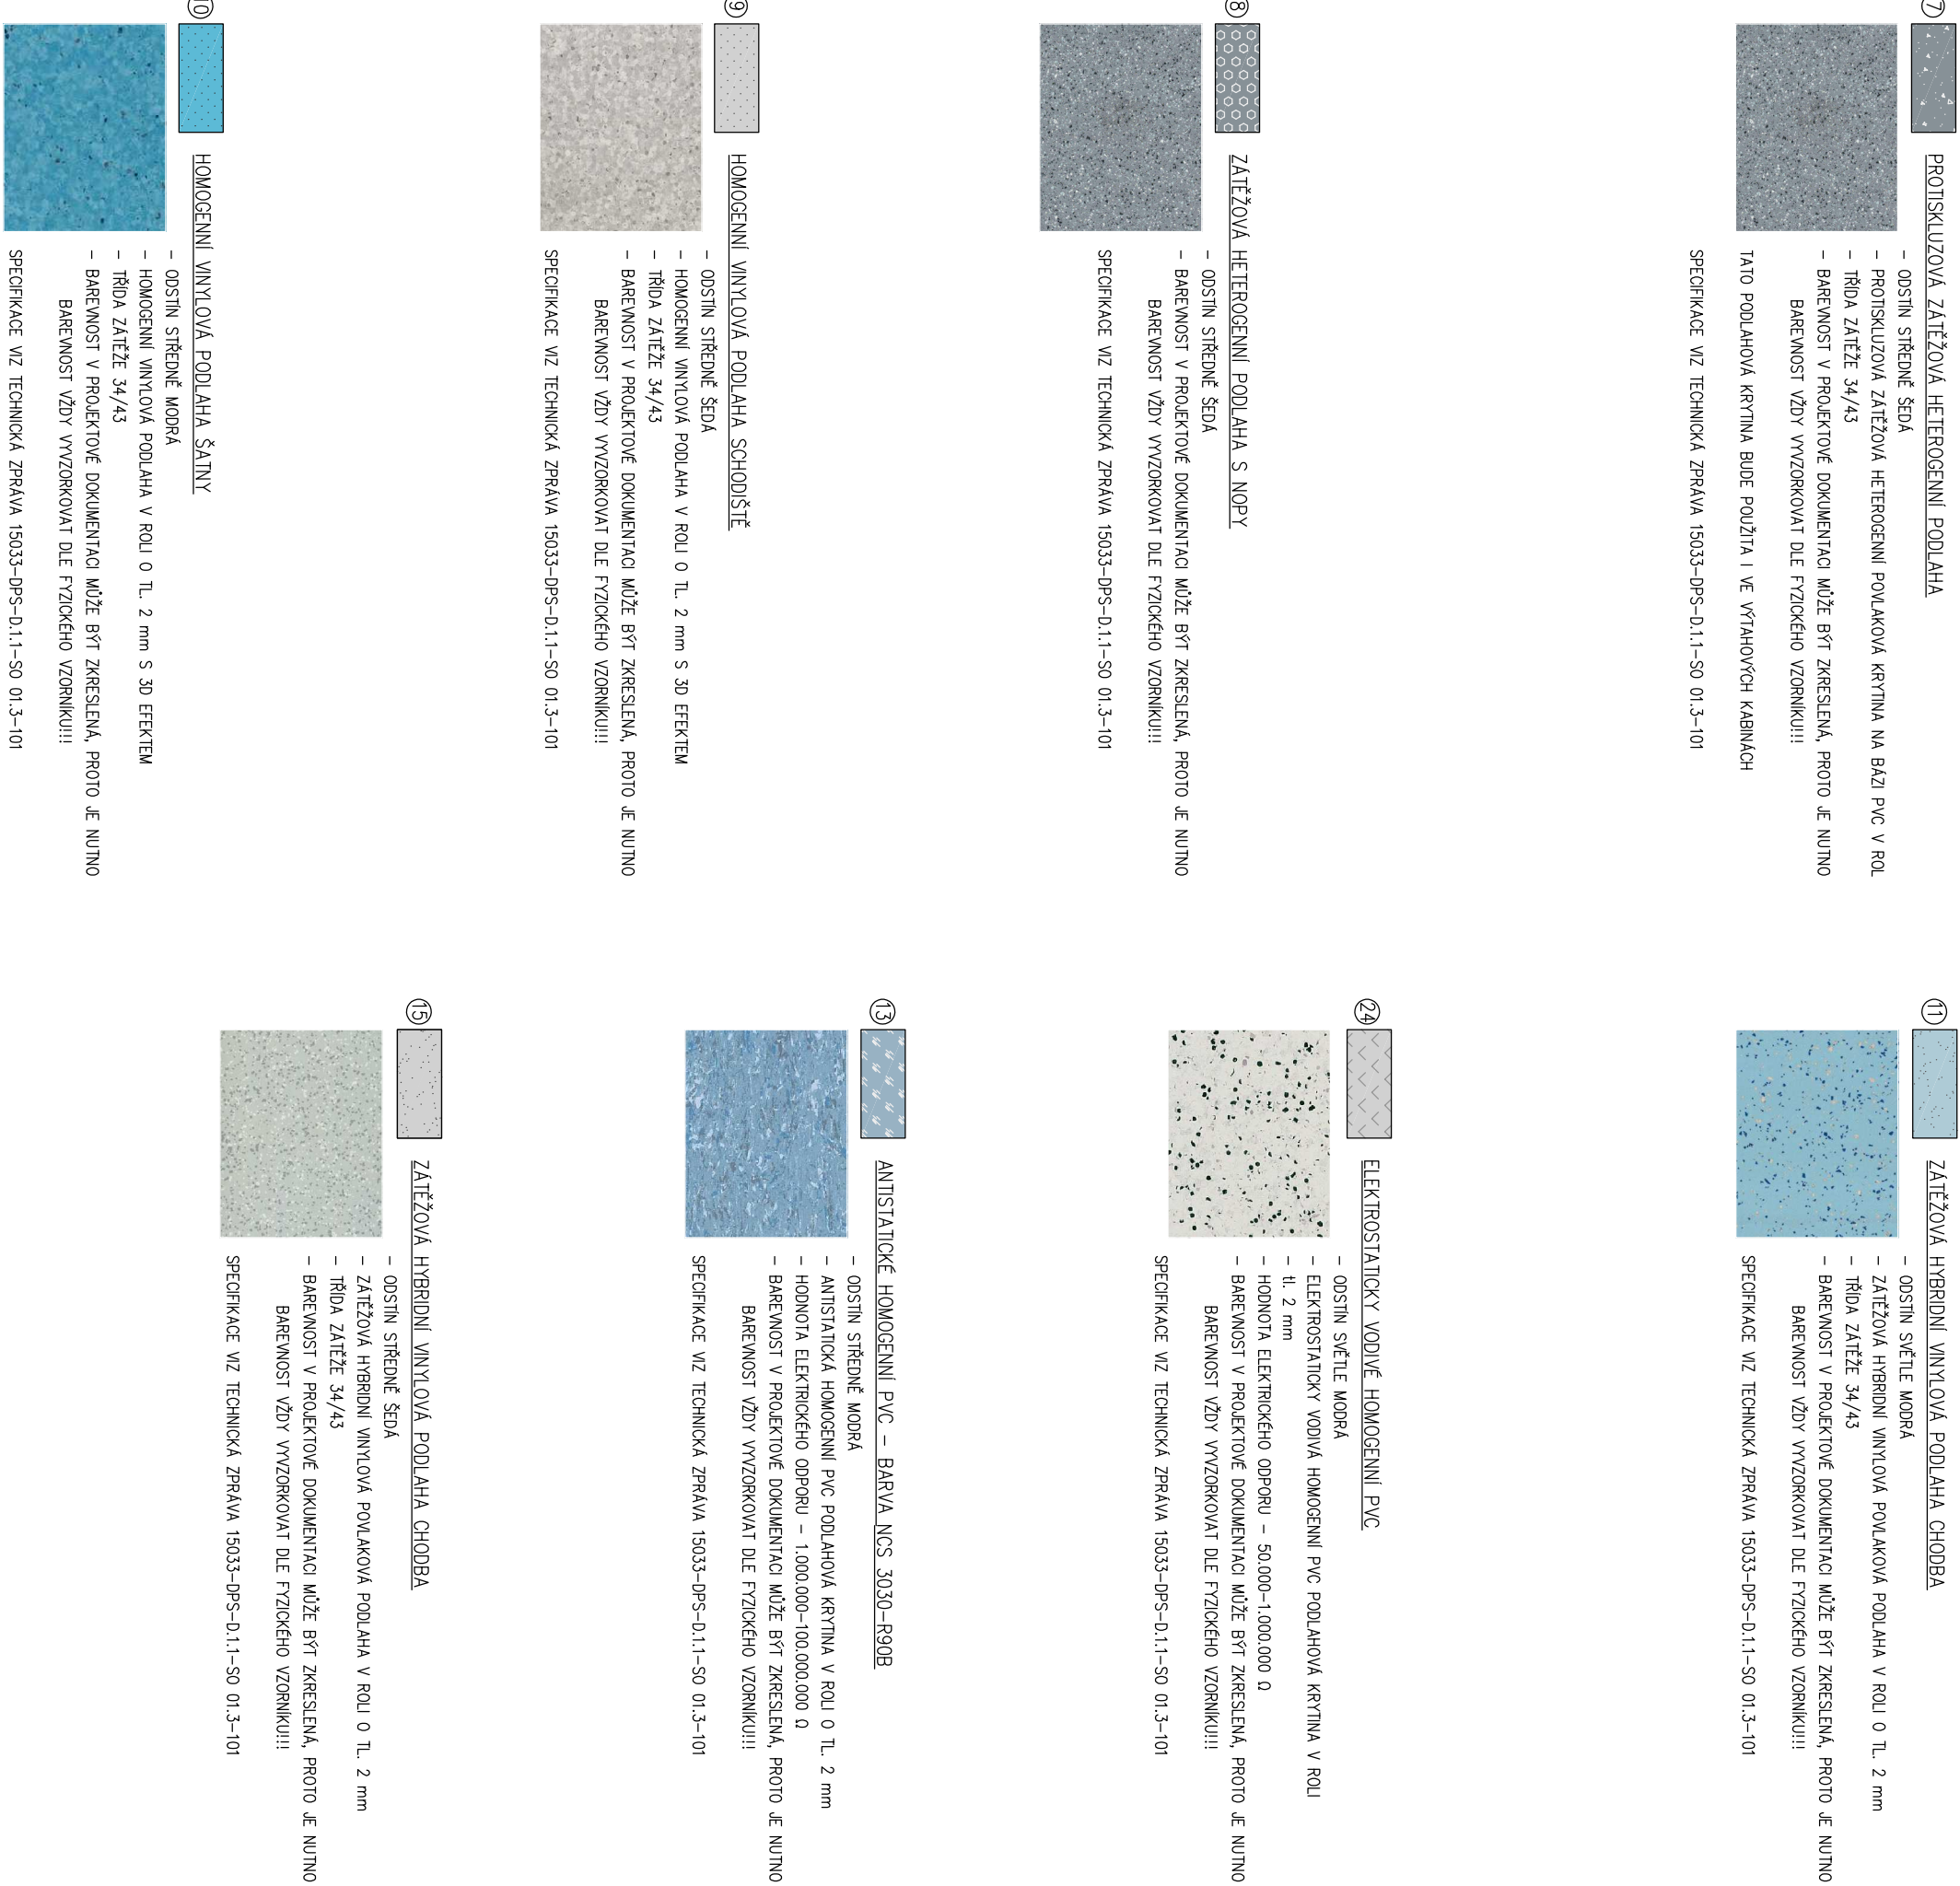 7
PROTISKLUZOVÁ ZÁTĚŽOVÁ HETEROGENNÍ PODLAHA
- ODSTÍN STŘEDNĚ ŠEDÁ
- PROTISKLUZOVÁ ZÁTĚŽOVÁ HETEROGENNÍ POVLAKOVÁ KRYTINA NA BÁZI PVC V ROL
- TŘÍDA ZÁTĚŽE 34/43
- BAREVNOST V PROJEKTOVÉ DOKUMENTACI MŮŽE BÝT ZKRESLENÁ, PROTO JE NUTNO
BAREVNOST VŽDY VYVZORKOVAT DLE FYZICKÉHO VZORNÍKU!!!
TATO PODLAHOVÁ KRYTINA BUDE POUŽITA I VE VÝTAHOVÝCH KABINÁCH
SPECIFIKACE VIZ TECHNICKÁ ZPRÁVA 15033-DPS-D.1.1-SO 01.3-101
8
ZÁTĚŽOVÁ HETEROGENNÍ PODLAHA S NOPY
- ODSTÍN STŘEDNĚ ŠEDÁ
- BAREVNOST V PROJEKTOVÉ DOKUMENTACI MŮŽE BÝT ZKRESLENÁ, PROTO JE NUTNO
BAREVNOST VŽDY VYVZORKOVAT DLE FYZICKÉHO VZORNÍKU!!!
SPECIFIKACE VIZ TECHNICKÁ ZPRÁVA 15033-DPS-D.1.1-SO 01.3-101
9
HOMOGENNÍ VINYLOVÁ PODLAHA SCHODIŠTĚ
- ODSTÍN STŘEDNĚ ŠEDÁ
- HOMOGENNÍ VINYLOVÁ PODLAHA V ROLI O TL. 2 mm S 3D EFEKTEM
- TŘÍDA ZÁTĚŽE 34/43
- BAREVNOST V PROJEKTOVÉ DOKUMENTACI MŮŽE BÝT ZKRESLENÁ, PROTO JE NUTNO
BAREVNOST VŽDY VYVZORKOVAT DLE FYZICKÉHO VZORNÍKU!!!
SPECIFIKACE VIZ TECHNICKÁ ZPRÁVA 15033-DPS-D.1.1-SO 01.3-101
10
HOMOGENNÍ VINYLOVÁ PODLAHA ŠATNY
- ODSTÍN STŘEDNĚ MODRÁ
- HOMOGENNÍ VINYLOVÁ PODLAHA V ROLI O TL. 2 mm S 3D EFEKTEM
- TŘÍDA ZÁTĚŽE 34/43
- BAREVNOST V PROJEKTOVÉ DOKUMENTACI MŮŽE BÝT ZKRESLENÁ, PROTO JE NUTNO
BAREVNOST VŽDY VYVZORKOVAT DLE FYZICKÉHO VZORNÍKU!!!
SPECIFIKACE VIZ TECHNICKÁ ZPRÁVA 15033-DPS-D.1.1-SO 01.3-101
11
ZÁTĚŽOVÁ HYBRIDNÍ VINYLOVÁ PODLAHA CHODBA
- ODSTÍN SVĚTLE MODRÁ
- ZÁTĚŽOVÁ HYBRIDNÍ VINYLOVÁ POVLAKOVÁ PODLAHA V ROLI O TL. 2 mm
- TŘÍDA ZÁTĚŽE 34/43
- BAREVNOST V PROJEKTOVÉ DOKUMENTACI MŮŽE BÝT ZKRESLENÁ, PROTO JE NUTNO
BAREVNOST VŽDY VYVZORKOVAT DLE FYZICKÉHO VZORNÍKU!!!
SPECIFIKACE VIZ TECHNICKÁ ZPRÁVA 15033-DPS-D.1.1-SO 01.3-101
24
ELEKTROSTATICKY VODIVÉ HOMOGENNÍ PVC
- ODSTÍN SVĚTLE MODRÁ
- ELEKTROSTATICKY VODIVÁ HOMOGENNÍ PVC PODLAHOVÁ KRYTINA V ROLI
- tl. 2 mm
- HODNOTA ELEKTRICKÉHO ODPORU - 50.000-1.000.000 Ω
- BAREVNOST V PROJEKTOVÉ DOKUMENTACI MŮŽE BÝT ZKRESLENÁ, PROTO JE NUTNO
BAREVNOST VŽDY VYVZORKOVAT DLE FYZICKÉHO VZORNÍKU!!!
SPECIFIKACE VIZ TECHNICKÁ ZPRÁVA 15033-DPS-D.1.1-SO 01.3-101
13
ANTISTATICKÉ HOMOGENNÍ PVC - BARVA NCS 3030-R90B
- ODSTÍN STŘEDNĚ MODRÁ
- ANTISTATICKÁ HOMOGENNÍ PVC PODLAHOVÁ KRYTINA V ROLI O TL. 2 mm
- HODNOTA ELEKTRICKÉHO ODPORU - 1.000.000-100.000.000 Ω
- BAREVNOST V PROJEKTOVÉ DOKUMENTACI MŮŽE BÝT ZKRESLENÁ, PROTO JE NUTNO
BAREVNOST VŽDY VYVZORKOVAT DLE FYZICKÉHO VZORNÍKU!!!
SPECIFIKACE VIZ TECHNICKÁ ZPRÁVA 15033-DPS-D.1.1-SO 01.3-101
15
ZÁTĚŽOVÁ HYBRIDNÍ VINYLOVÁ PODLAHA CHODBA
- ODSTÍN STŘEDNĚ ŠEDÁ
- ZÁTĚŽOVÁ HYBRIDNÍ VINYLOVÁ POVLAKOVÁ PODLAHA V ROLI O TL. 2 mm
- TŘÍDA ZÁTĚŽE 34/43
- BAREVNOST V PROJEKTOVÉ DOKUMENTACI MŮŽE BÝT ZKRESLENÁ, PROTO JE NUTNO
BAREVNOST VŽDY VYVZORKOVAT DLE FYZICKÉHO VZORNÍKU!!!
SPECIFIKACE VIZ TECHNICKÁ ZPRÁVA 15033-DPS-D.1.1-SO 01.3-101